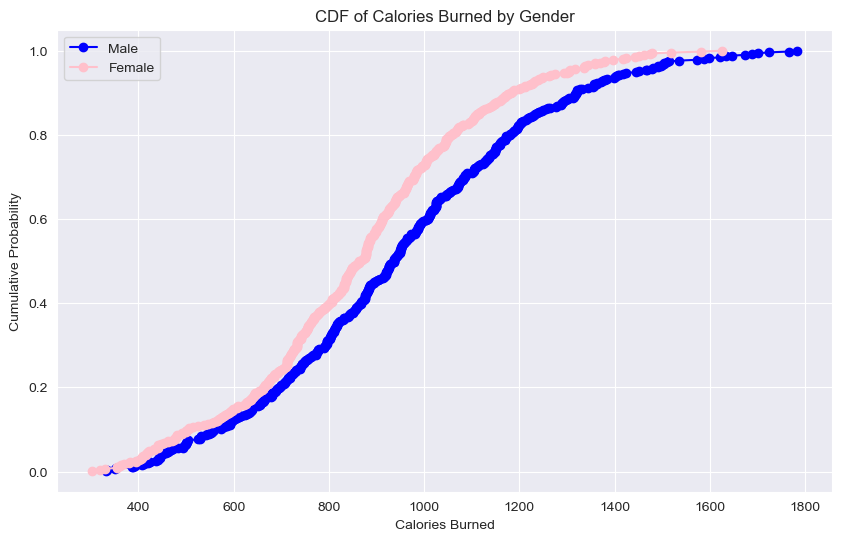 CDF of Calories Burned by Gender
Male
Female
1.0
0.8
0.6
0.4
0.2
0.0
Cumulative Probability
400 600 800 1000 1200 1400 1600 1800
Calories Burned